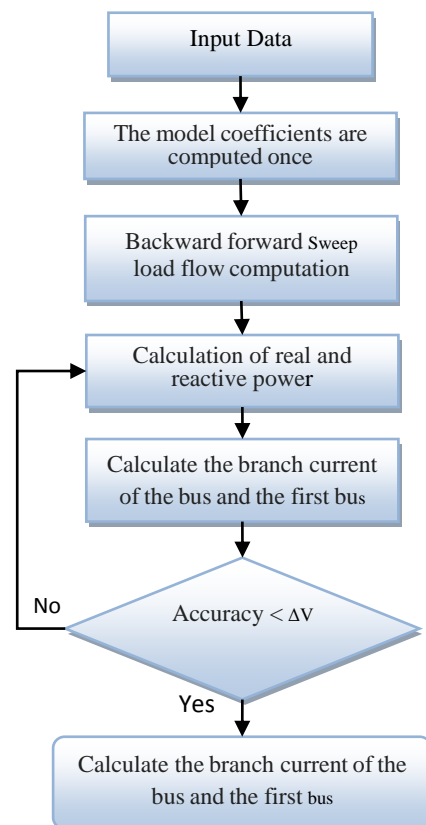 Input Data
The model coefficients are
computed once
Backward forward Sweep
load flow computation
Calculation of real and
reactive power
Calculate the branch current
of the bus and the first bus
Accuracy < ΔV
No
Yes
Calculate the branch current of the
bus and the first bus